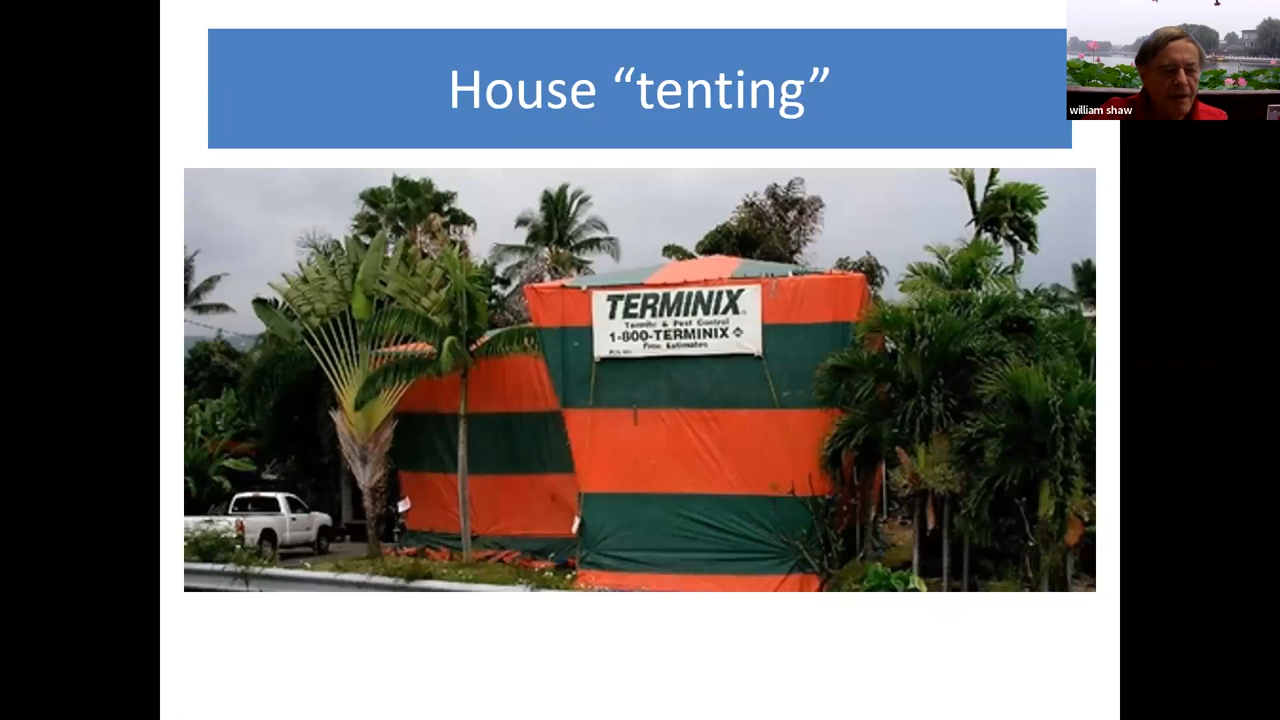 House “tenting”
william shaw
TERMINIX
Termite & Pest Control
1-800-TERMINIX
Free Estimates